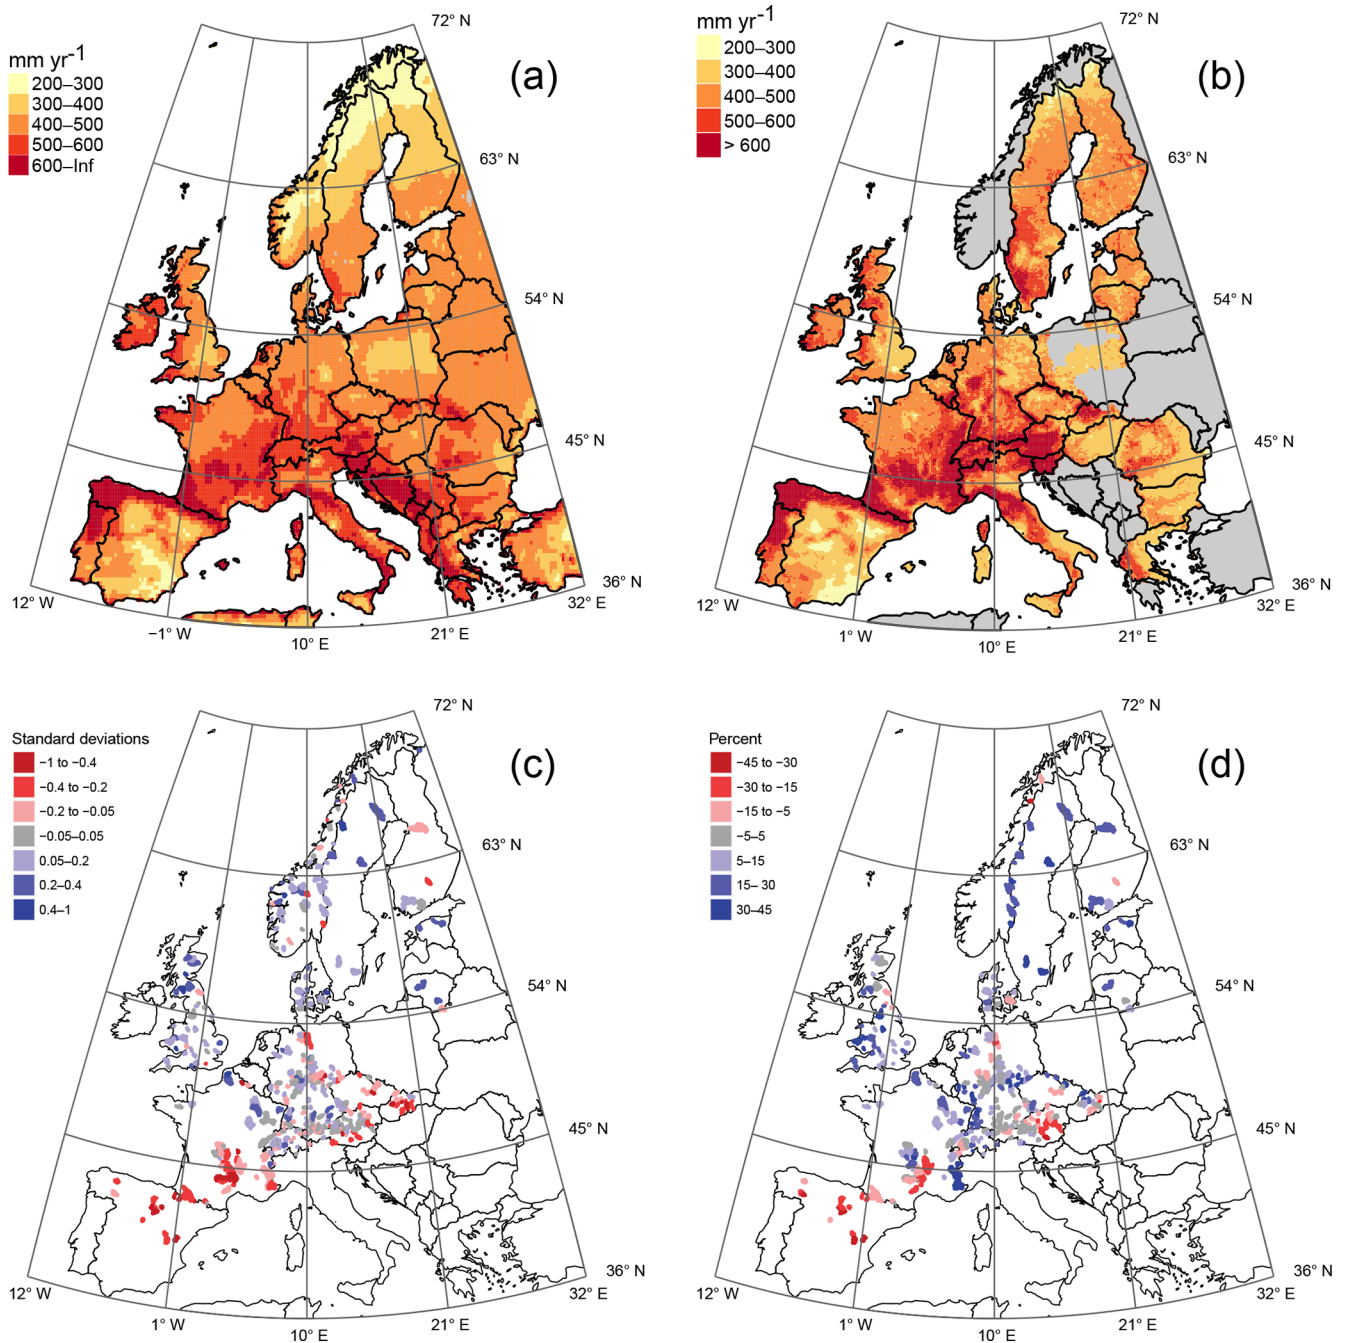 72° N
mm yr-1
200–300
300–400
400–500
500–600
600–Inf
(a)
63° N
54° N
45° N
36° N
12° W
32° E
−1° W
21° E
10° E
72° N
mm yr-1
200–300
300–400
400–500
500–600
> 600
(b)
63° N
54° N
45° N
36° N
12° W
32° E
1° W
21° E
10° E
72° N
Standard deviations
−1 to −0.4
−0.4 to −0.2
−0.2 to −0.05
−0.05–0.05
0.05–0.2
0.2–0.4
0.4–1
(c)
63° N
54° N
45° N
36° N
12° W
32° E
1° W
21° E
10° E
72° N
Percent
−45 to −30
−30 to −15
−15 to −5
−5–5
5–15
15– 30
30–45
(d)
63° N
54° N
45° N
36° N
12° W
32° E
1° W
21° E
10° E